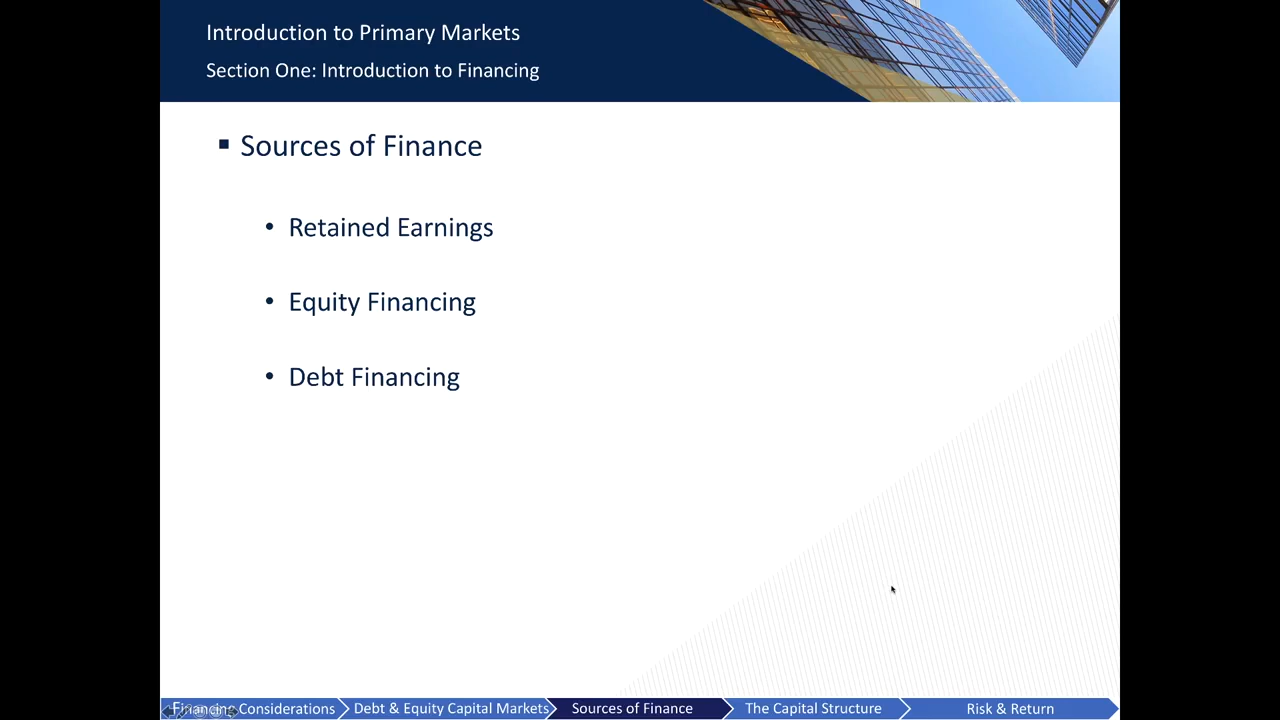 Introduction to Primary Markets
Section One: Introduction to Financing
▪ Sources of Finance
• Retained Earnings
• Equity Financing
• Debt Financing
Financing Considerations
Debt & Equity Capital Markets
Sources of Finance
The Capital Structure
Risk & Return